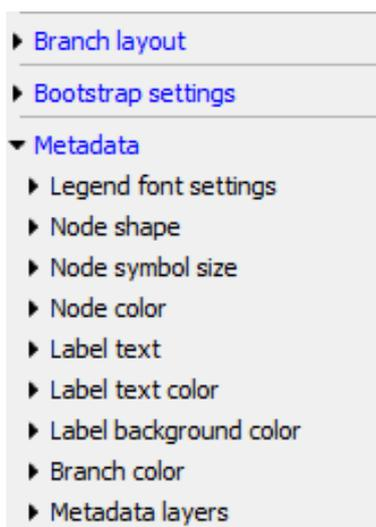 Branch layout
Bootstrap settings
Metadata
Legend font settings
Node shape
Node symbol size
Node color
Label text
Label text color
Label background color
Branch color
Metadata layers